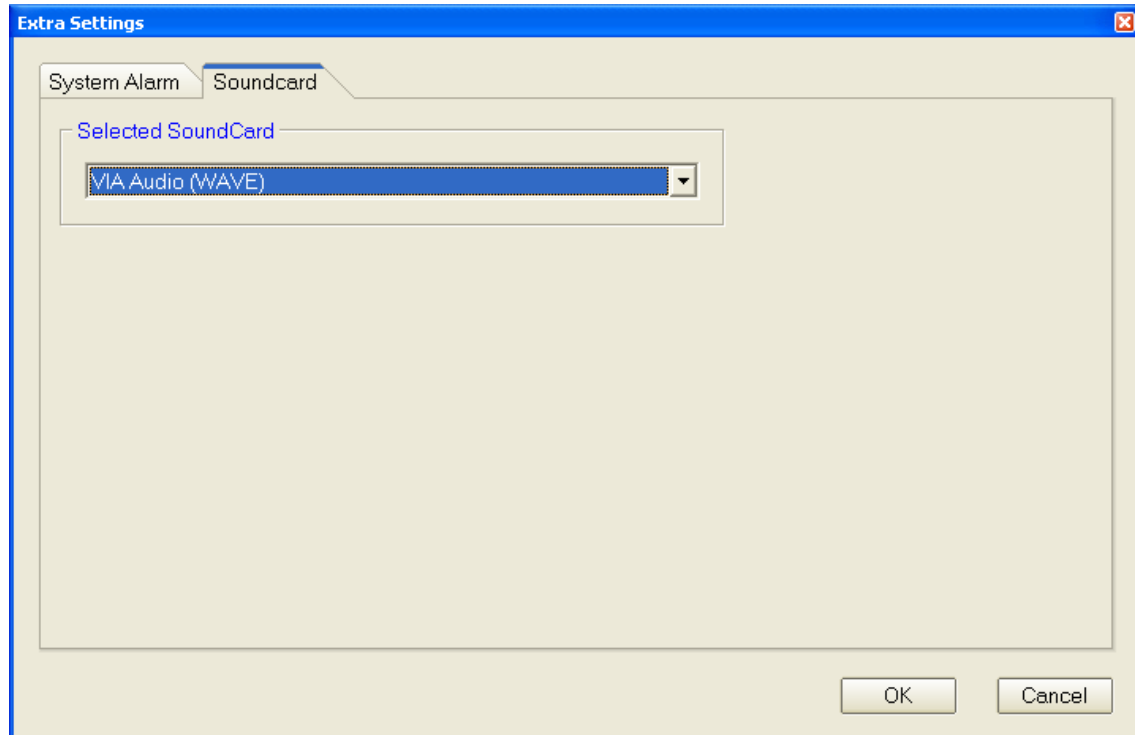 Extra Settings
System Alarm Soundcard
Selected SoundCard
VIA Audio (WAVE)
OK Cancel